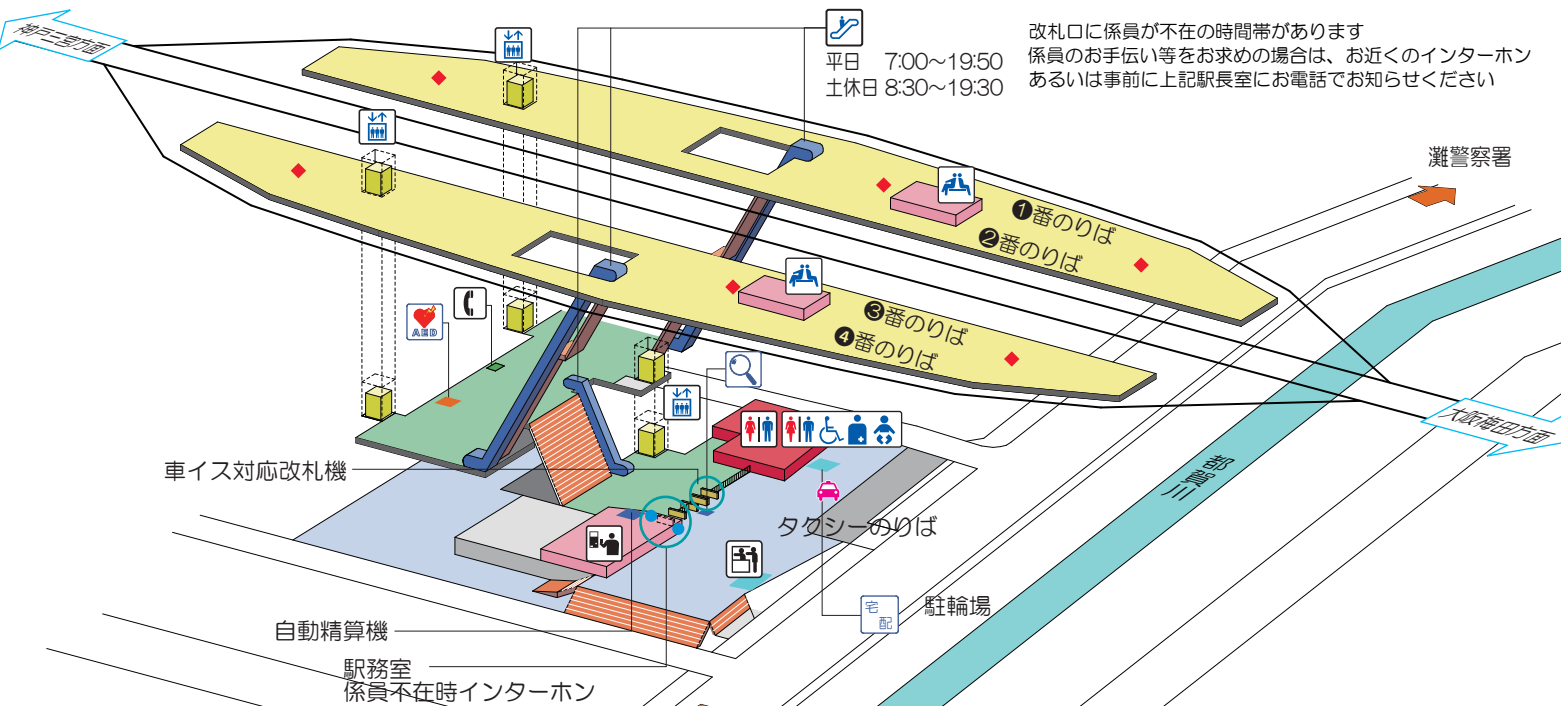 神戸三宮方面
平日 7:00〜19:50
土休日 8:30〜19:30
改札口に係員が不在の時間帯があります
係員のお手伝い等をお求めの場合は、お近くのインターホン
あるいは事前に上記駅長室にお電話でお知らせください
灘警察署
❶番のりば
❷番のりば
❸番のりば
❹番のりば
AED
大阪梅田方面
都賀川
車イス対応改札機
タクシーのりば
宅配
駐輪場
自動精算機
駅務室
係員不在時インターホン